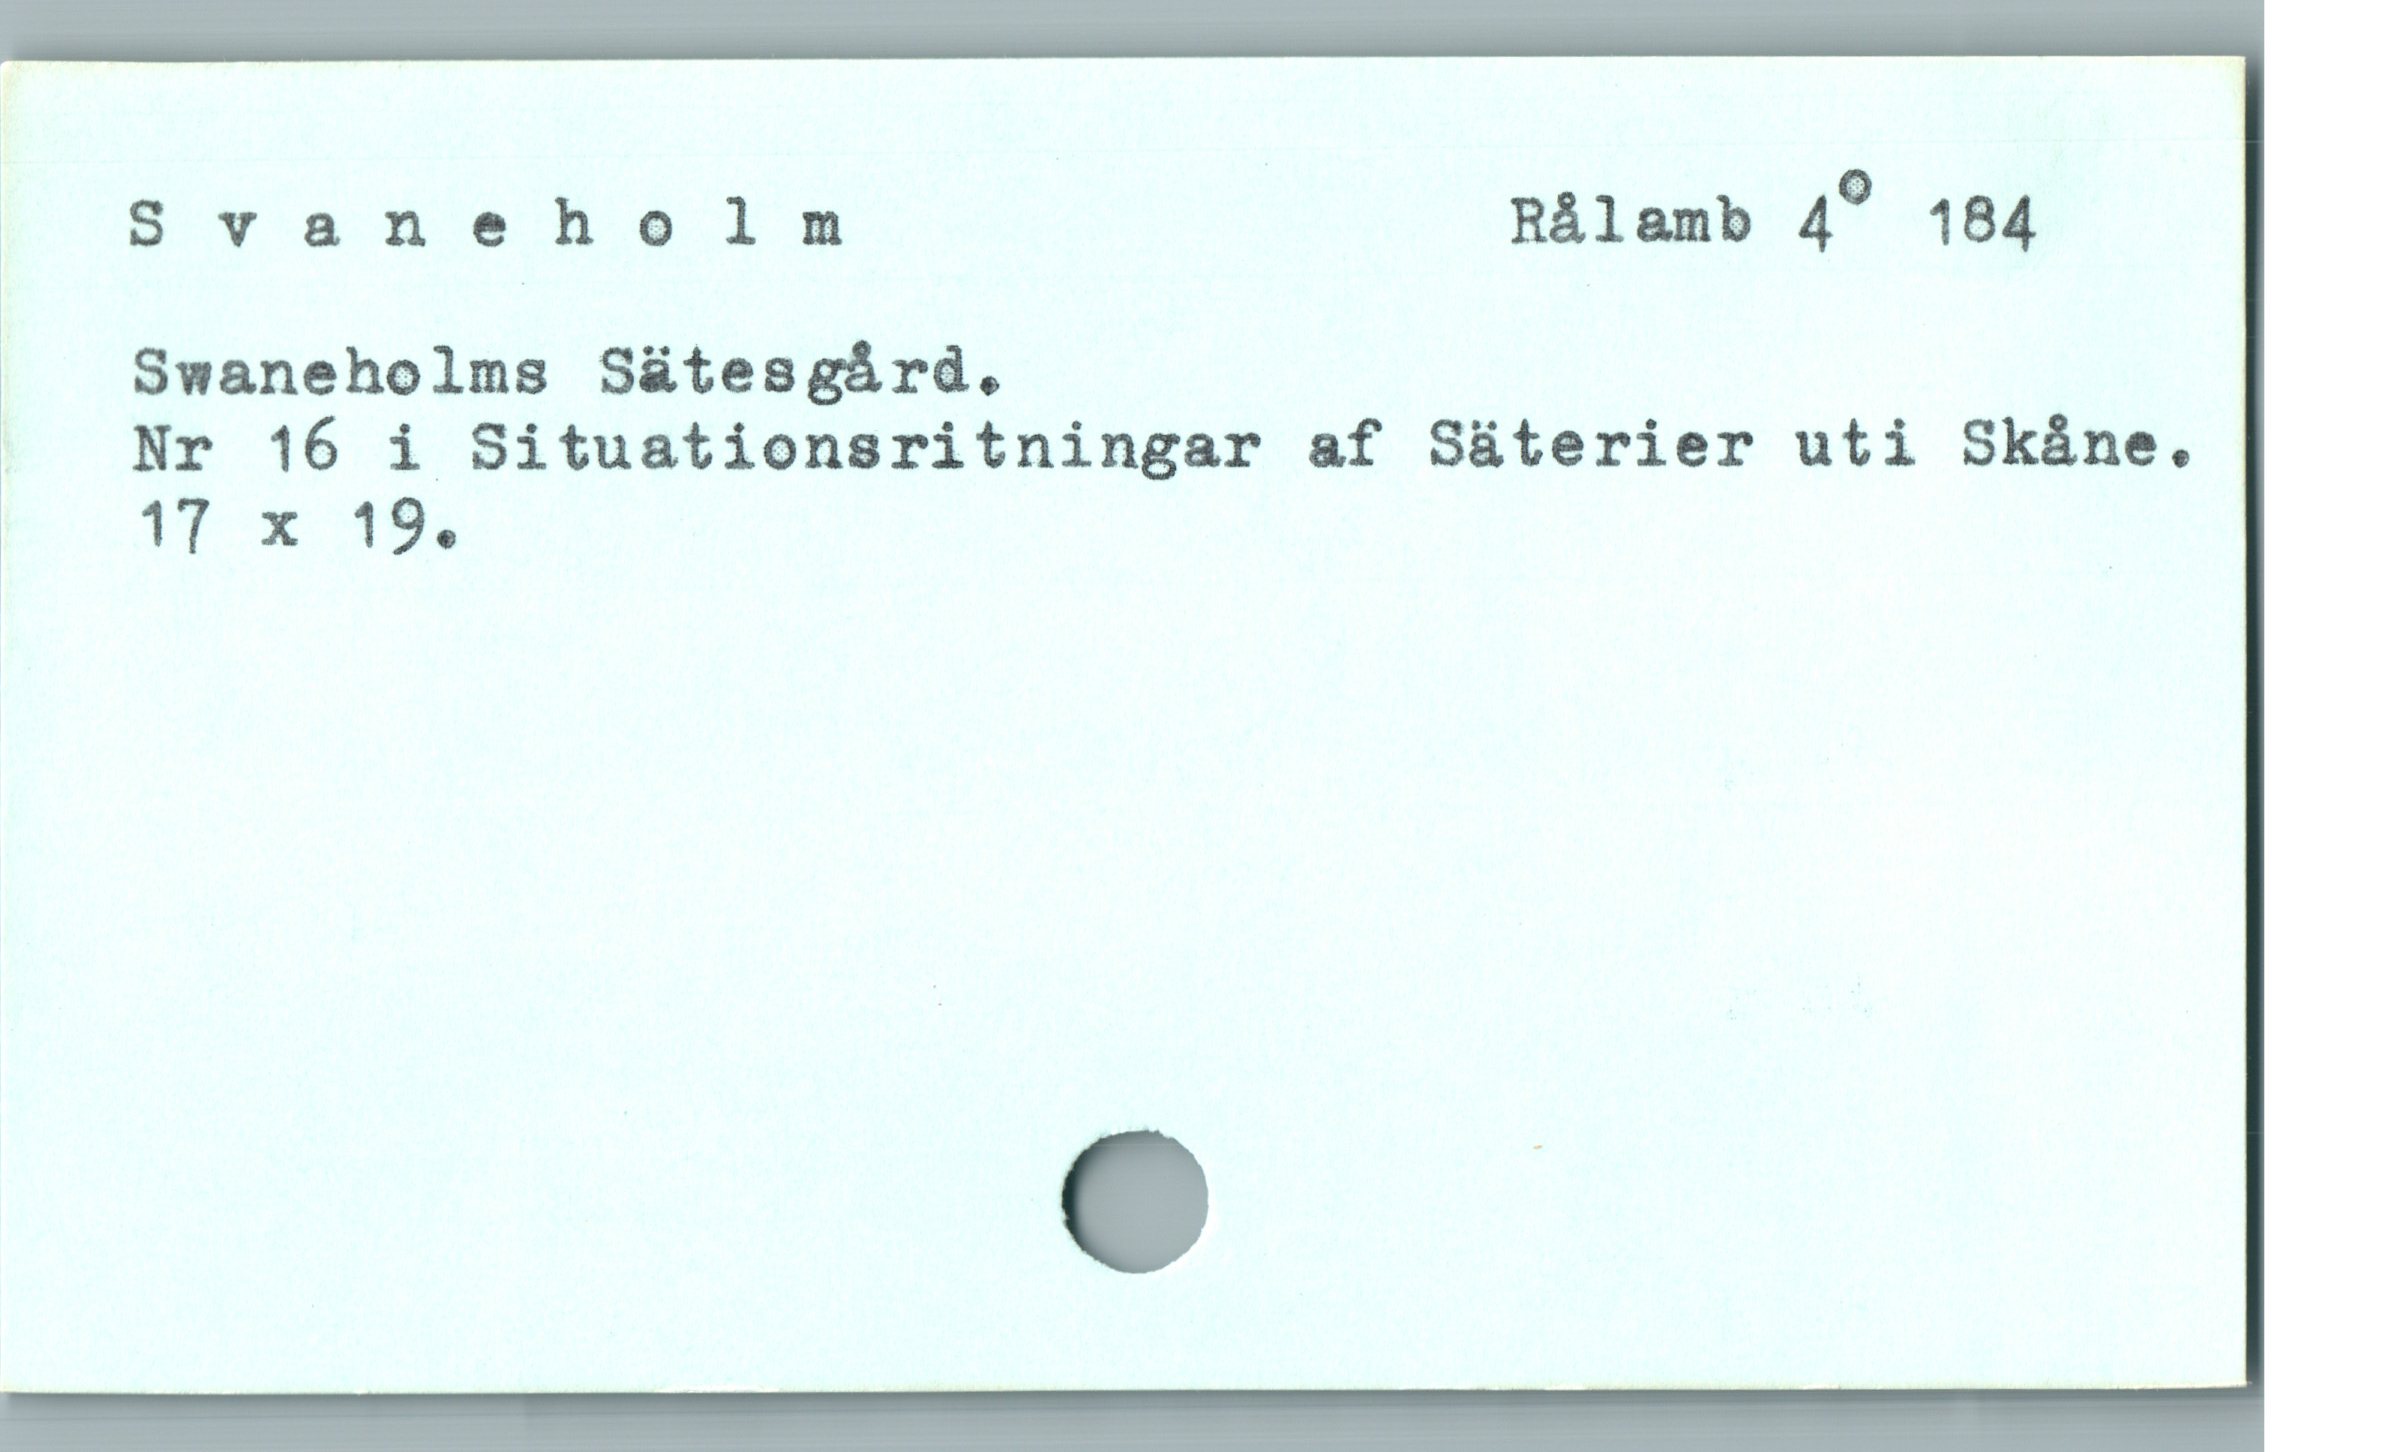 S v a n e h o l m Rålamb 4° 184
Swaneholms Sätesgård.
Nr 16 i Situationsritningar af Säterier uti Skåne.
17 x 19.